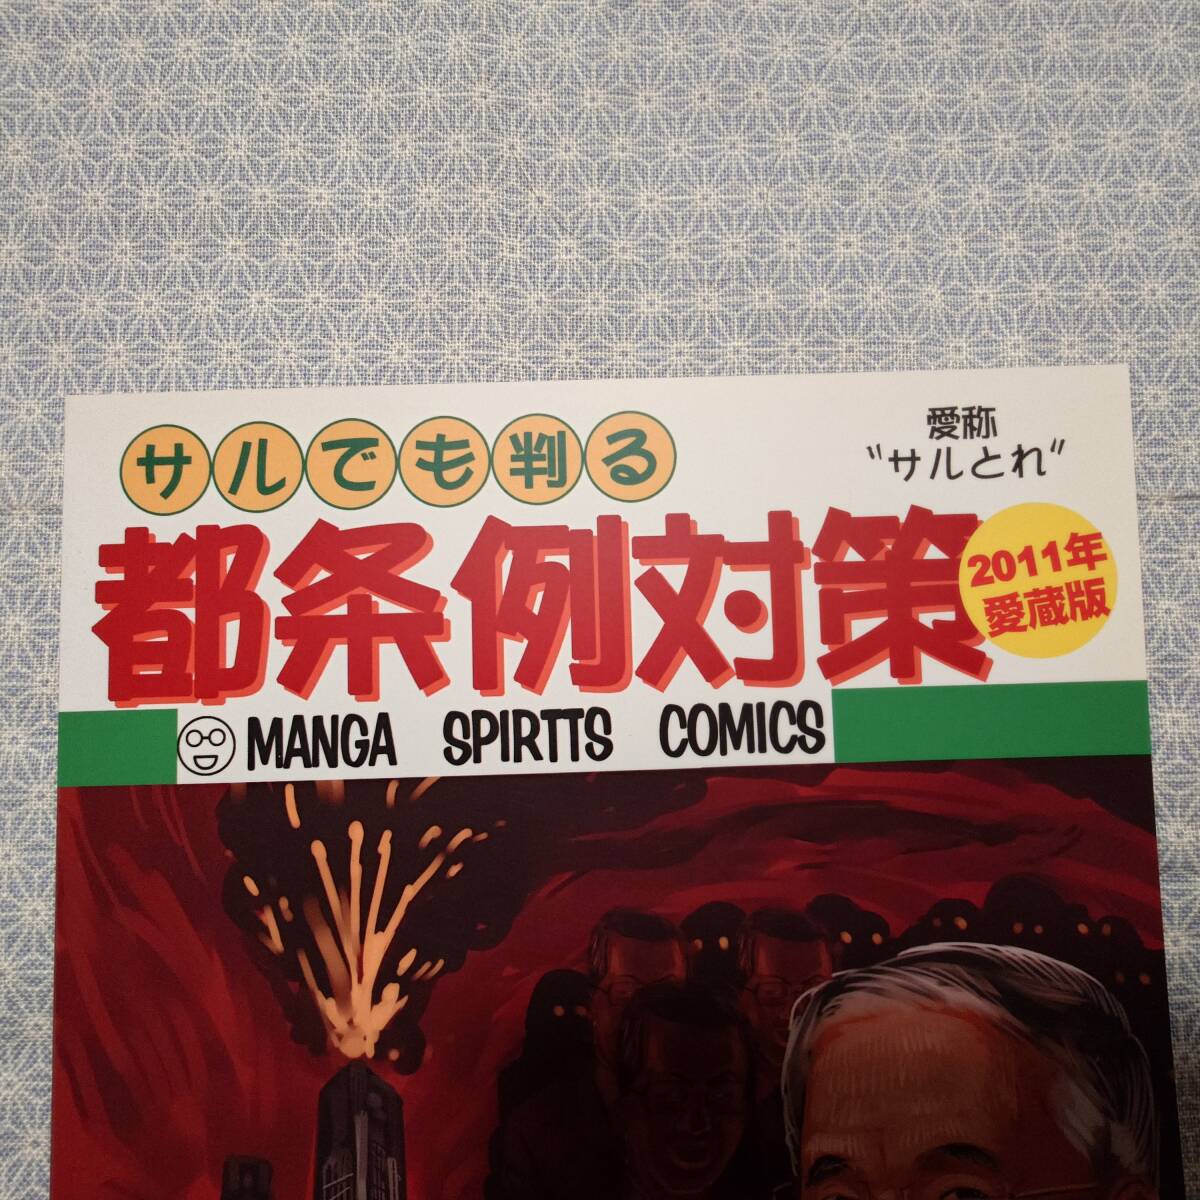 サルでも判る
愛称
"サルとれ"
都条例対策
2011年
愛蔵版
MANGA SPIRTTS COMICS